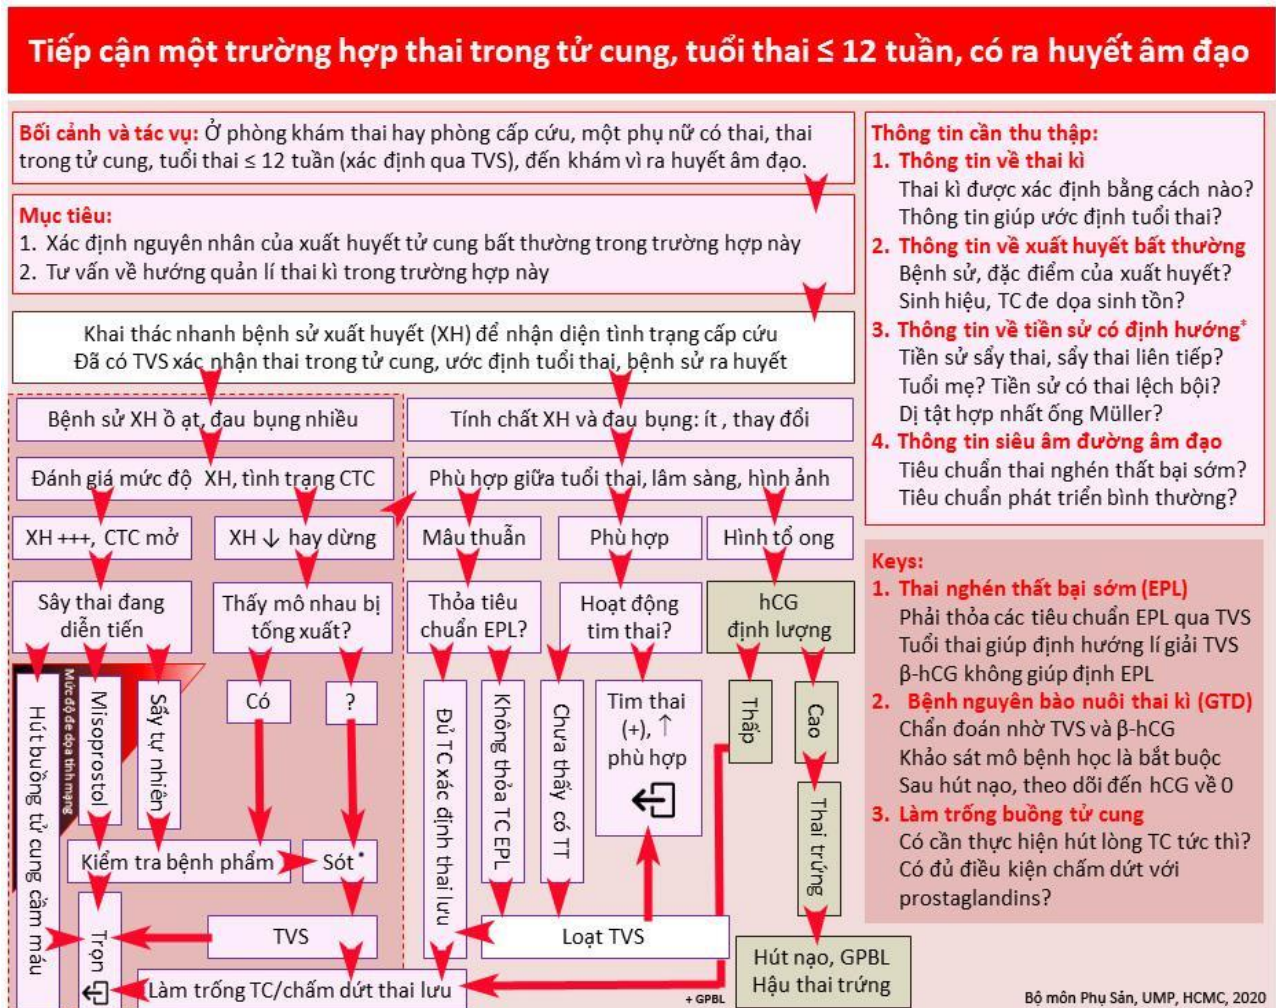 Tiếp cận một trường hợp thai trong tử cung, tuổi thai ≤ 12 tuần, có ra huyết âm đạo
Bối cảnh và tác vụ: Ở phòng khám thai hay phòng cấp cứu, một phụ nữ có thai, thai
trong tử cung, tuổi thai ≤ 12 tuần (xác định qua TVS), đến khám vì ra huyết âm đạo.
Mục tiêu:
1. Xác định nguyên nhân của xuất huyết tử cung bất thường trong trường hợp này
2. Tư vấn về hướng quản lí thai kì trong trường hợp này
Khai thác nhanh bệnh sử xuất huyết (XH) để nhận diện tình trạng cấp cứu
Đã có TVS xác nhận thai trong tử cung, ước định tuổi thai, bệnh sử ra huyết
Bệnh sử XH ồ ạt, đau bụng nhiều
Tính chất XH và đau bụng: ít , thay đổi
Đánh giá mức độ XH, tình trạng CTC
Phù hợp giữa tuổi thai, lâm sàng, hình ảnh
XH +++, CTC mở
XH ↓ hay dừng
Mâu thuẫn
Phù hợp
Hình tổ ong
Sây thai đang
diễn tiến
Thấy mô nhau bị
tống xuất?
Thỏa tiêu
chuẩn EPL?
Hoạt động
tim thai?
hCG
định lượng
Hút buồng tử cung cầm máu
Mức độ đe dọa tính mạng
Misoprostol
Sẩy tự nhiên
Có
?
Đủ TC xác định thai lưu
Không thỏa TC EPL
Chưa thấy có TT
Tim thai
(+), ↑
phù hợp
Thấp
Cao
Thai trứng
Kiểm tra bệnh phẩm
Sót *
Trọn
TVS
Loạt TVS
Hút nạo, GPBL
Hậu thai trứng
Làm trống TC/chấm dứt thai lưu
+ GPBL
Thông tin cần thu thập:
1. Thông tin về thai kì
Thai kì được xác định bằng cách nào?
Thông tin giúp ước định tuổi thai?
2. Thông tin về xuất huyết bất thường
Bệnh sử, đặc điểm của xuất huyết?
Sinh hiệu, TC đe dọa sinh tồn?
3. Thông tin về tiền sử có định hướng*
Tiền sử sẩy thai, sẩy thai liên tiếp?
Tuổi mẹ? Tiền sử có thai lệch bội?
Dị tật hợp nhất ống Müller?
4. Thông tin siêu âm đường âm đạo
Tiêu chuẩn thai nghén thất bại sớm?
Tiêu chuẩn phát triển bình thường?
Keys:
1. Thai nghén thất bại sớm (EPL)
Phải thỏa các tiêu chuẩn EPL qua TVS
Tuổi thai giúp định hướng lí giải TVS
β-hCG không giúp định EPL
2. Bệnh nguyên bào nuôi thai kì (GTD)
Chẩn đoán nhờ TVS và β-hCG
Khảo sát mô bệnh học là bắt buộc
Sau hút nạo, theo dõi đến hCG về 0
3. Làm trống buồng tử cung
Có cần thực hiện hút lòng TC tức thì?
Có đủ điều kiện chấm dứt với
prostaglandins?
Bộ môn Phụ Sản, UMP, HCMC, 2020